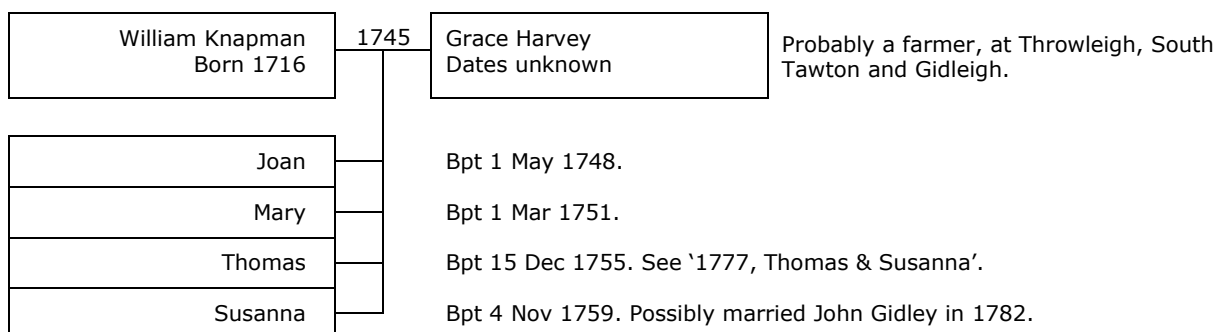 William Knapman
Born 1716
1745
Grace Harvey
Dates unknown
Probably a farmer, at Throwleigh, South
Tawton and Gidleigh.
Joan
Bpt 1 May 1748.
Mary
Bpt 1 Mar 1751.
Thomas
Bpt 15 Dec 1755. See ‘1777, Thomas & Susanna’.
Susanna
Bpt 4 Nov 1759. Possibly married John Gidley in 1782.